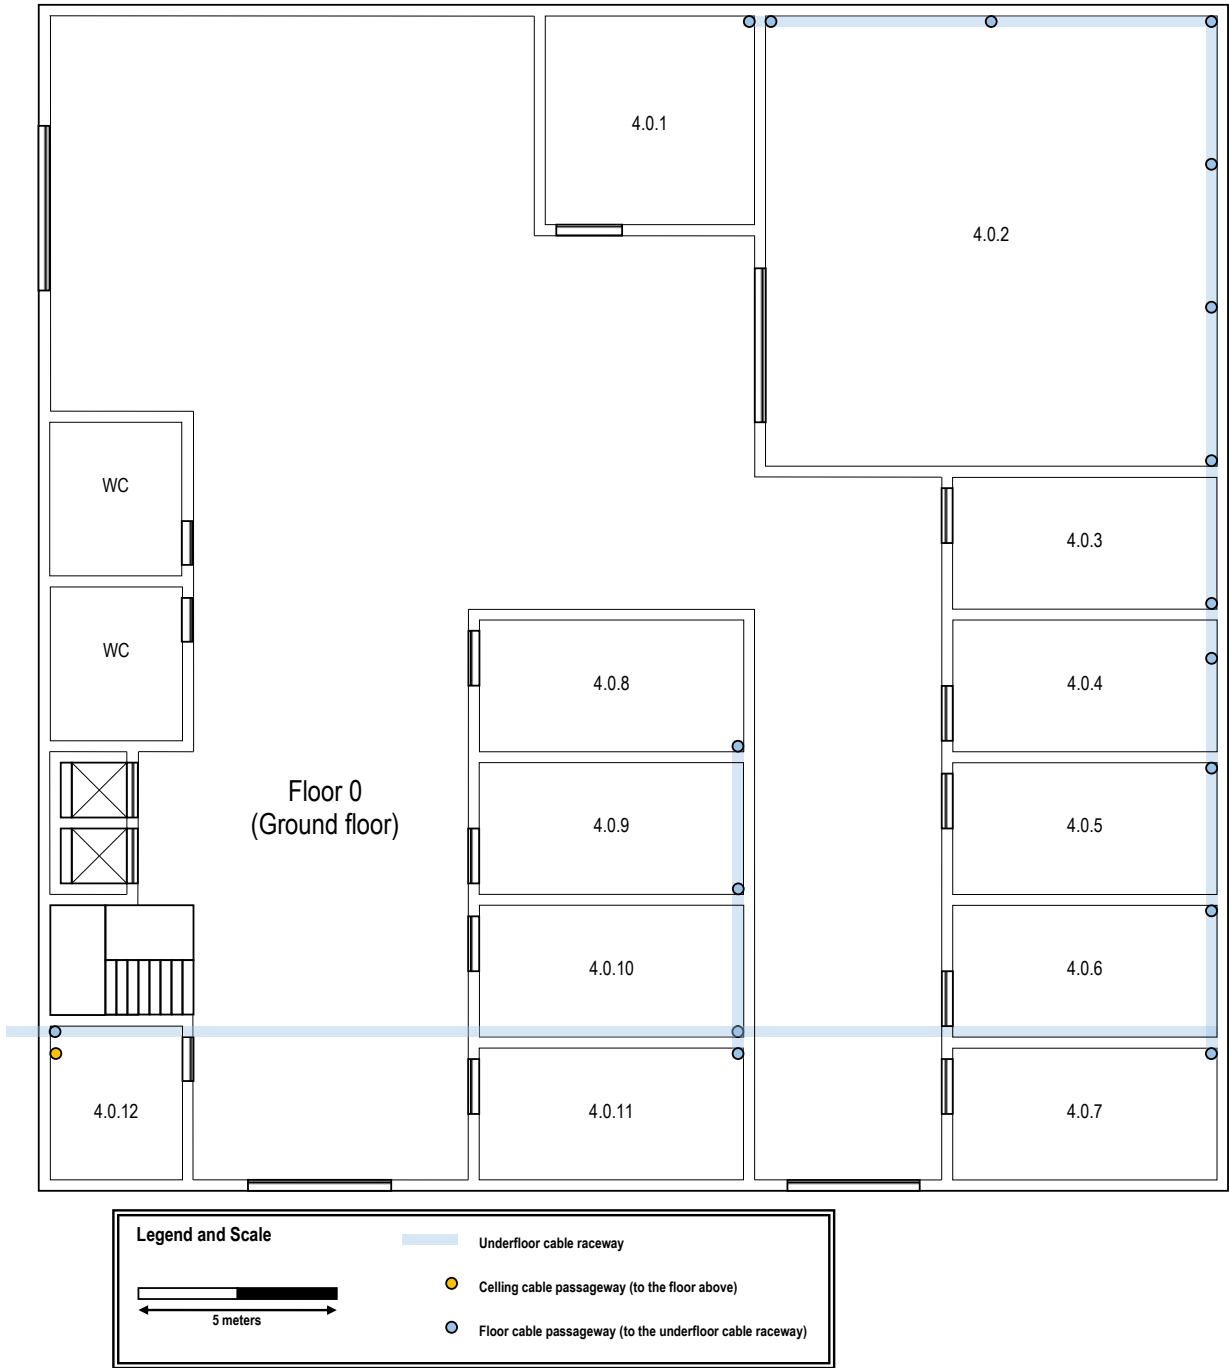 4.0.1
4.0.2
WC
4.0.3
WC
4.0.8
4.0.4
Floor 0
(Ground floor)
4.0.9
4.0.5
4.0.10
4.0.6
4.0.12
4.0.11
4.0.7
Legend and Scale
Underfloor cable raceway
Celling cable passageway (to the floor above)
5 meters
Floor cable passageway (to the underfloor cable raceway)